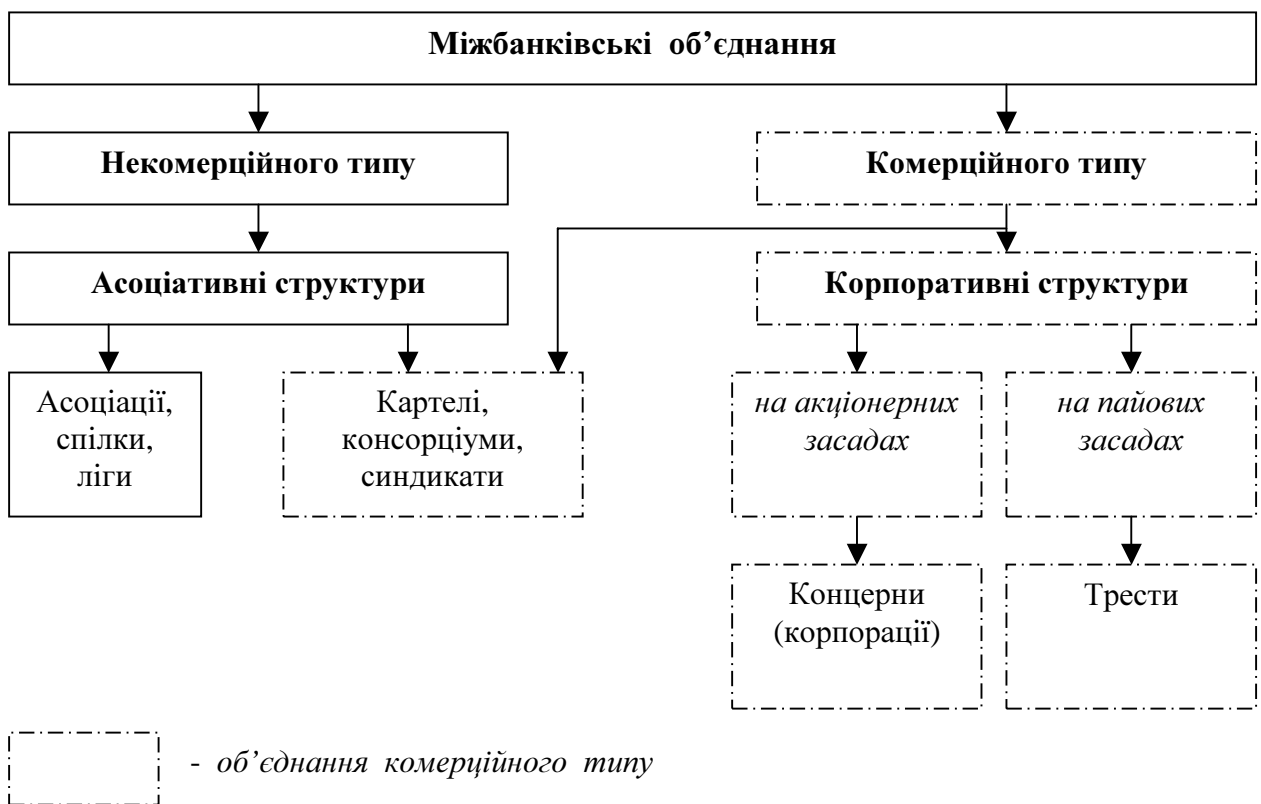 Міжбанківські об’єднання
Некомерційного типу
Комерційного типу
Асоціативні структури
Корпоративні структури
Асоціації,
спілки,
ліги
Картелі,
консорціуми,
синдикати
на акціонерних
засадах
на пайових
засадах
Концерни
(корпорації)
Трести
- об’єднання комерційного типу